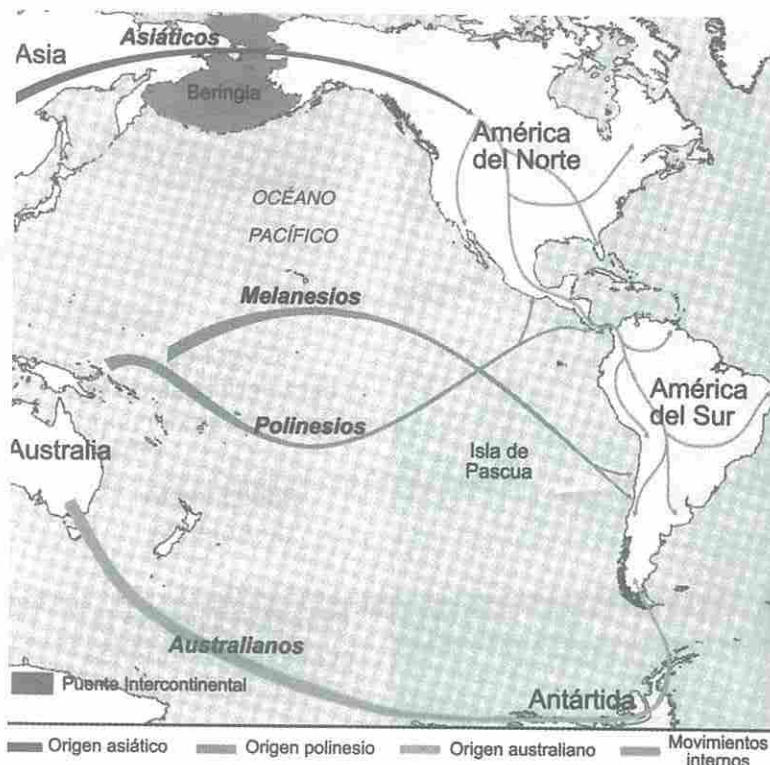 Asiáticos
Asia
Beringia
América
del Norte
OCÉANO
PACÍFICO
Melanesios
América
del Sur
Polinesios
Isla de
Pascua
Australia
Australianos
Puente Intercontinental
Antártida
Origen asiático
Origen polinesio
Origen australiano
Movimientos
internos